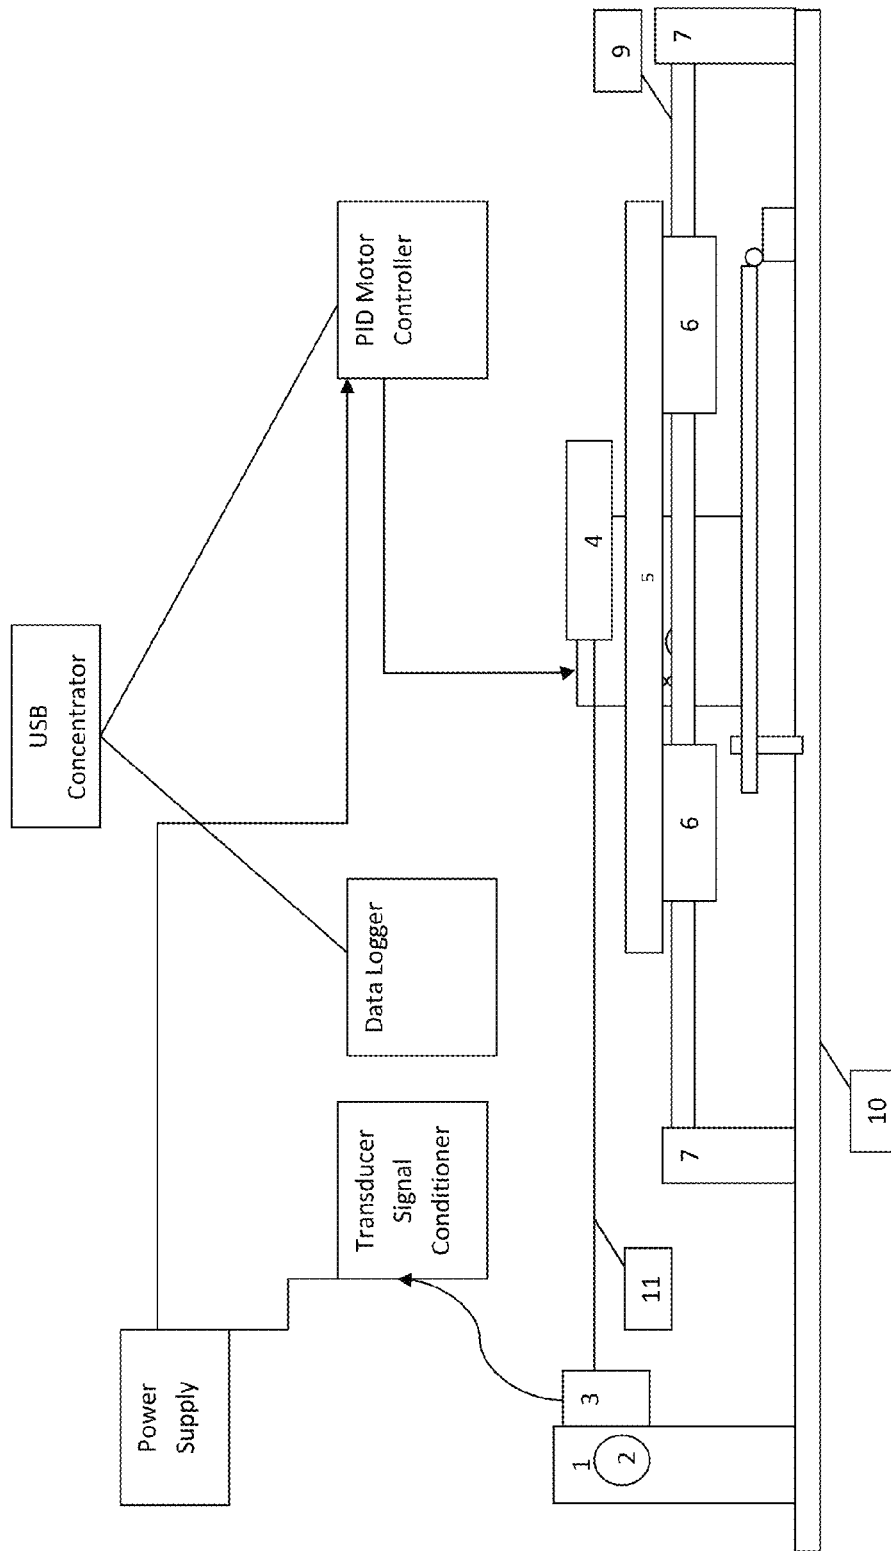 USB
Concentrator
Power
Supply
Transducer
Signal
Conditioner
Data Logger
PID Motor
Controller
1
2
3
11
4
5
6
6
7
7
9
10